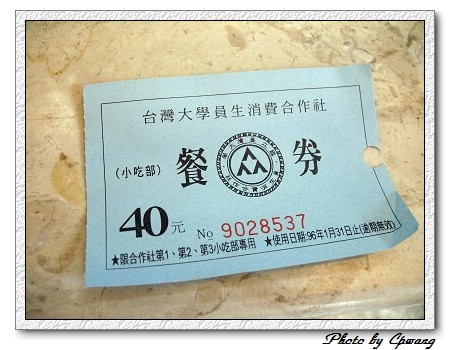 台灣大學員生消費合作社
(小吃部) 餐 券
40元 No 9028537
★限合作社第1、第2、第3小吃部專用 ★使用日期:96年1月31日止(逾期無效)
Photo by Cpwang